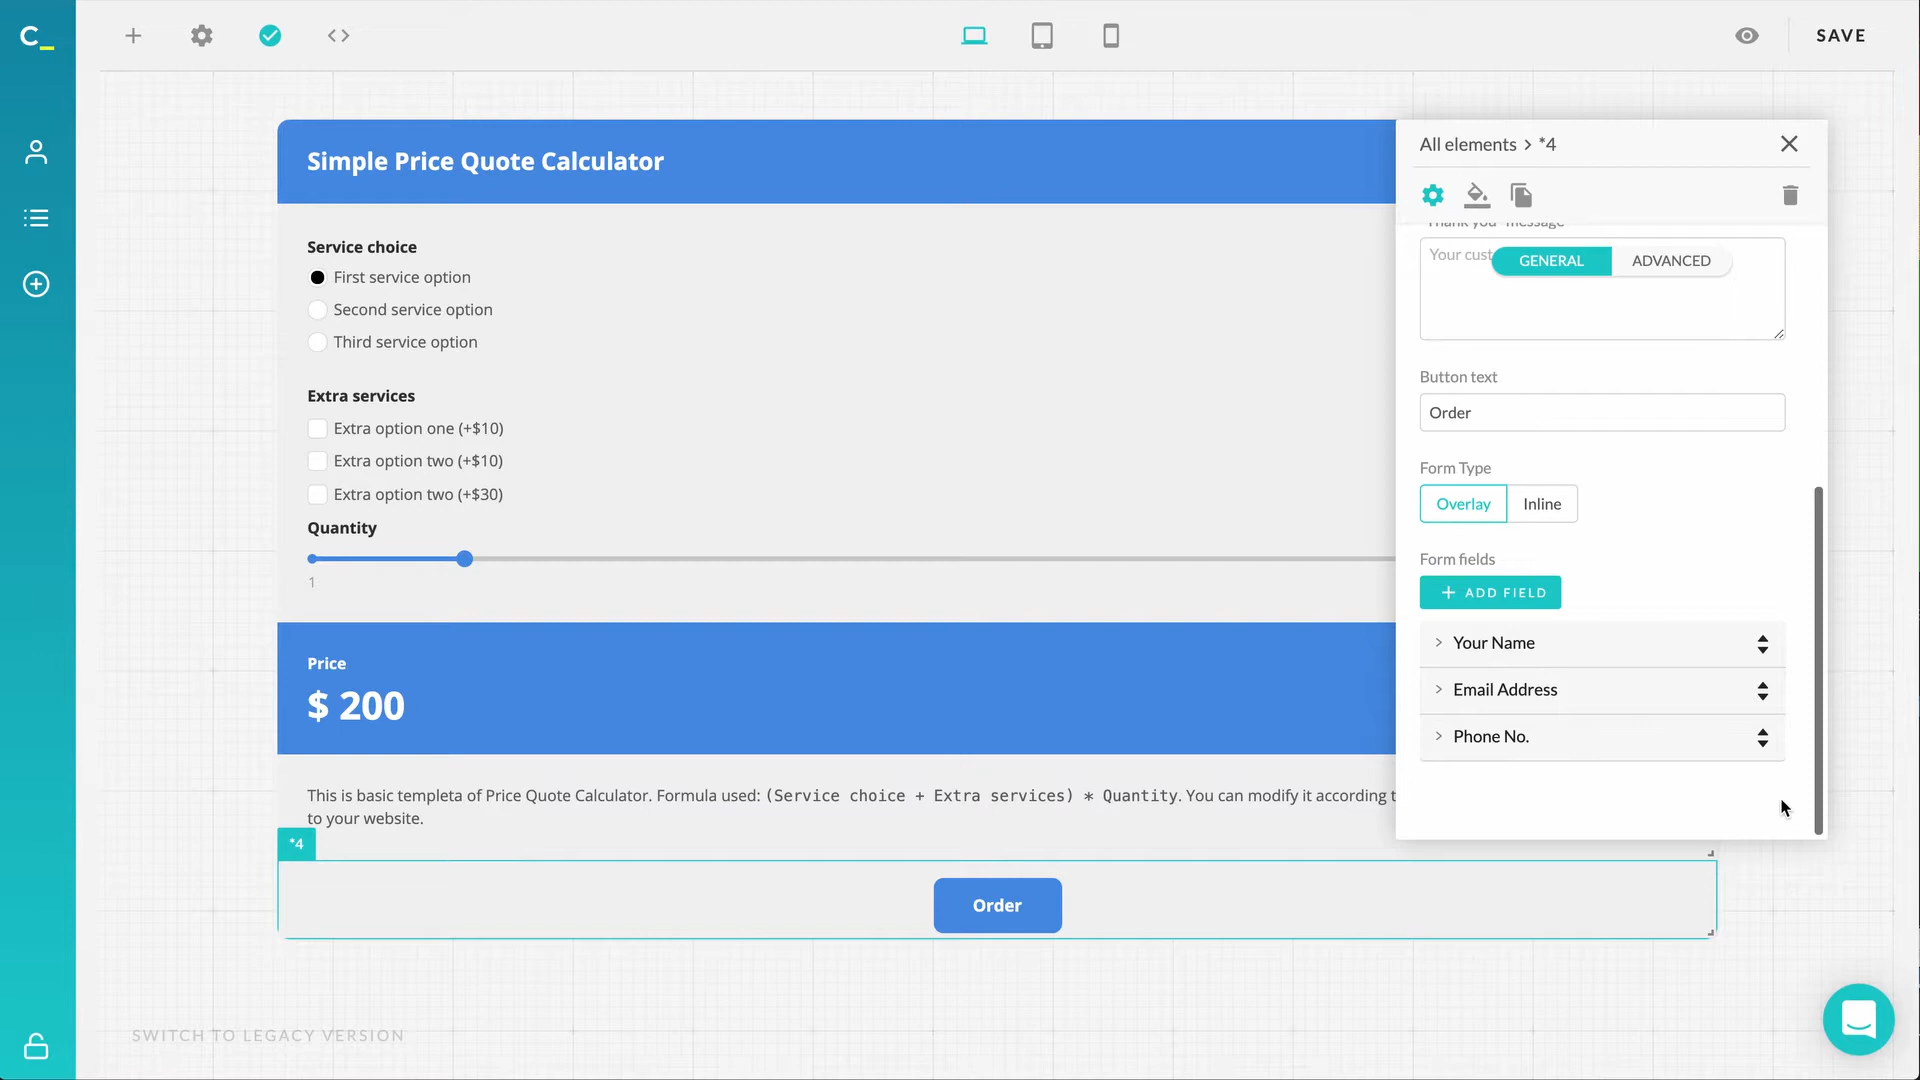 C_
SAVE
Simple Price Quote Calculator
Service choice
First service option
Second service option
Third service option
Extra services
Extra option one (+$10)
Extra option two (+$10)
Extra option two (+$30)
Quantity
1
Price
$ 200
This is basic templeta of Price Quote Calculator. Formula used: (Service choice + Extra services) * Quantity. You can modify it according t
to your website.
*4
Order
SWITCH TO LEGACY VERSION
All elements > *4
"Thank you" message
Your cust
GENERAL
ADVANCED
Button text
Order
Form Type
Overlay
Inline
Form fields
+ ADD FIELD
Your Name
Email Address
Phone No.